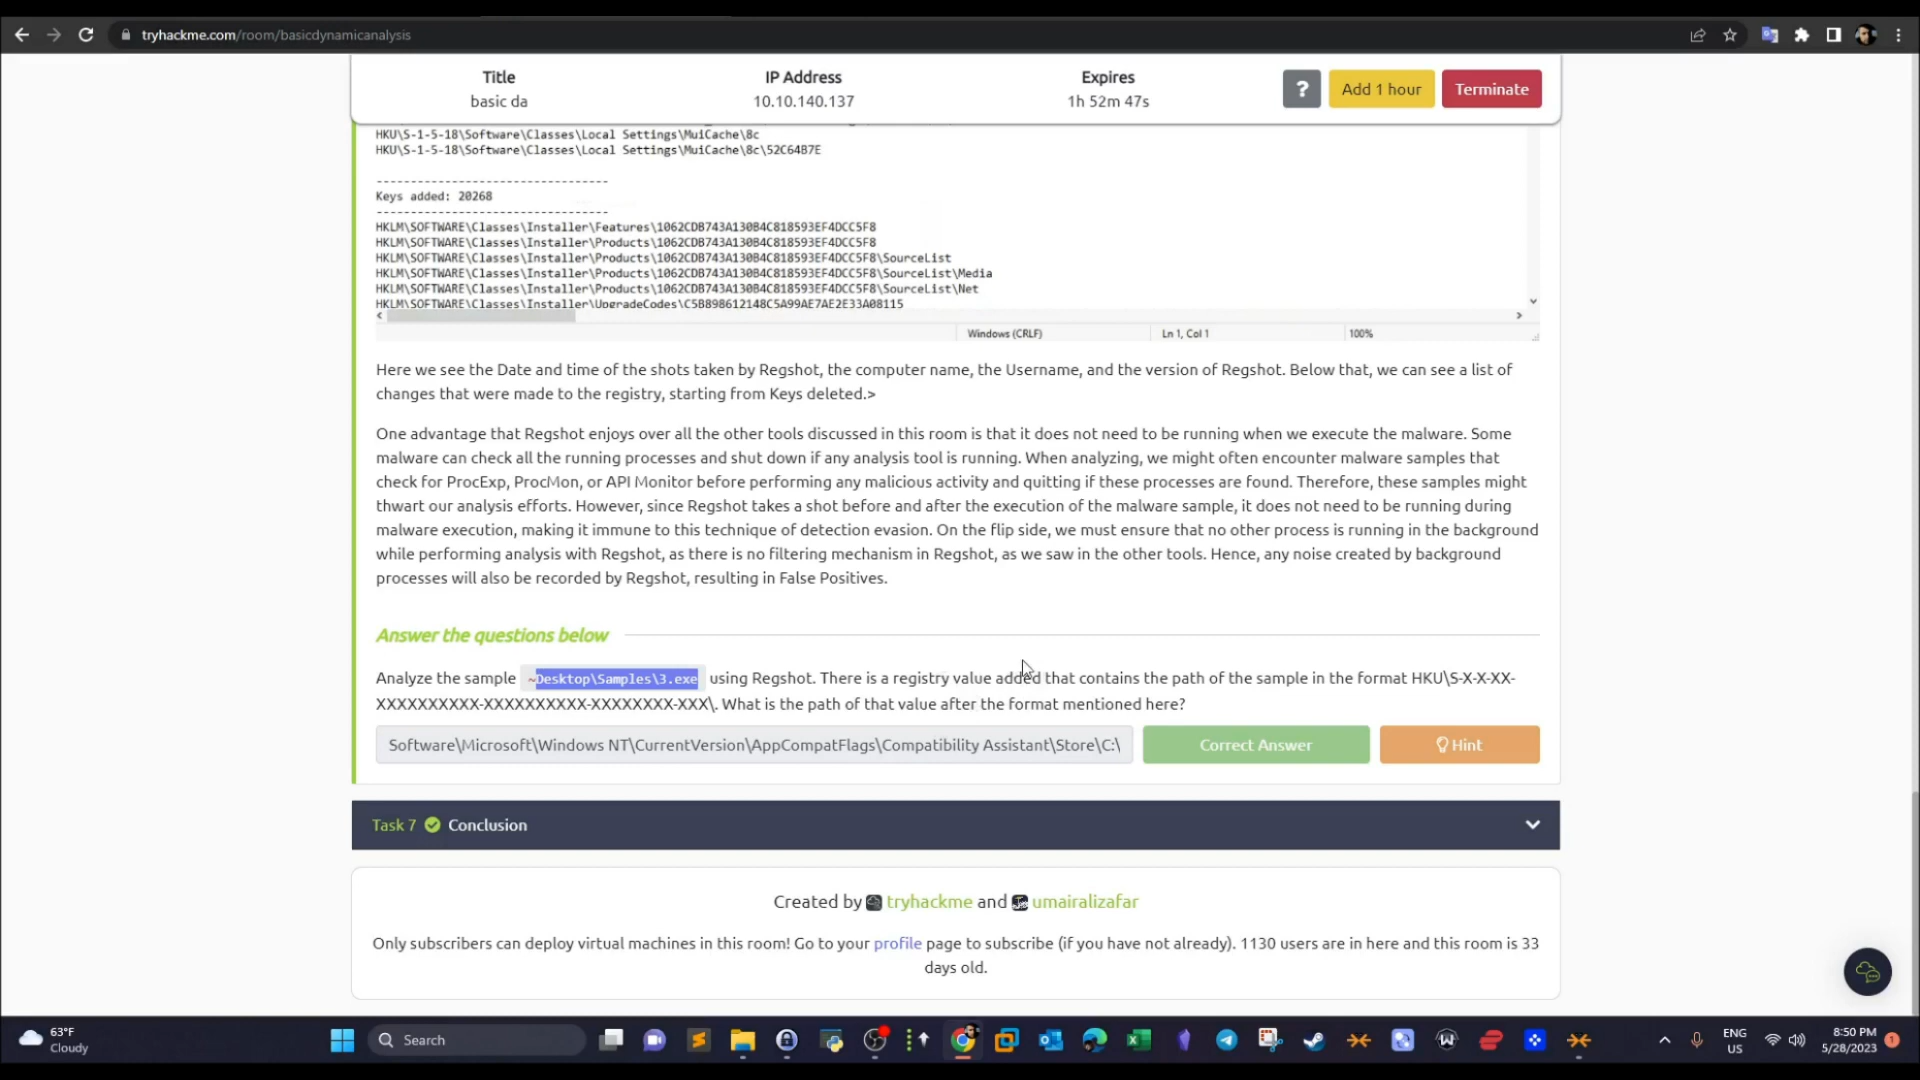 tryhackme.com/room/basicdynamicanalysis
Title
IP Address
Expires
basic da
10.10.140.137
1h 52m 47s
?
Add 1 hour
Terminate
HKU\S-1-5-18\Software\Classes\Local Settings\MuiCache\8c
HKU\S-1-5-18\Software\Classes\Local Settings\MuiCache\8c\52C64B7E
----------------------------------
Keys added: 20268
----------------------------------
HKLM\SOFTWARE\Classes\Installer\Features\1062CDB743A130B4C818593EF4DCC5F8
HKLM\SOFTWARE\Classes\Installer\Products\1062CDB743A130B4C818593EF4DCC5F8
HKLM\SOFTWARE\Classes\Installer\Products\1062CDB743A130B4C818593EF4DCC5F8\SourceList
HKLM\SOFTWARE\Classes\Installer\Products\1062CDB743A130B4C818593EF4DCC5F8\SourceList\Media
HKLM\SOFTWARE\Classes\Installer\Products\1062CDB743A130B4C818593EF4DCC5F8\SourceList\Net
HKLM\SOFTWARE\Classes\Installer\UpgradeCodes\C5B898612148C5A99AE7AE2E33A08115
Windows (CRLF)
Ln 1, Col 1
100%
Here we see the Date and time of the shots taken by Regshot, the computer name, the Username, and the version of Regshot. Below that, we can see a list of
changes that were made to the registry, starting from Keys deleted.>
One advantage that Regshot enjoys over all the other tools discussed in this room is that it does not need to be running when we execute the malware. Some
malware can check all the running processes and shut down if any analysis tool is running. When analyzing, we might often encounter malware samples that
check for ProcExp, ProcMon, or API Monitor before performing any malicious activity and quitting if these processes are found. Therefore, these samples might
thwart our analysis efforts. However, since Regshot takes a shot before and after the execution of the malware sample, it does not need to be running during
malware execution, making it immune to this technique of detection evasion. On the flip side, we must ensure that no other process is running in the background
while performing analysis with Regshot, as there is no filtering mechanism in Regshot, as we saw in the other tools. Hence, any noise created by background
processes will also be recorded by Regshot, resulting in False Positives.
Answer the questions below
Analyze the sample ~Desktop\Samples\3.exe using Regshot. There is a registry value added that contains the path of the sample in the format HKU\S-X-X-XX-
XXXXXXXXXX-XXXXXXXXXX-XXXXXXXX-XXX\. What is the path of that value after the format mentioned here?
Software\Microsoft\Windows NT\CurrentVersion\AppCompatFlags\Compatibility Assistant\Store\C:\
Correct Answer
Hint
Task 7 Conclusion
Created by tryhackme and umairalizafar
Only subscribers can deploy virtual machines in this room! Go to your profile page to subscribe (if you have not already). 1130 users are in here and this room is 33
days old.
63°F
Cloudy
Search
ENG
US
8:50 PM
5/28/2023
1